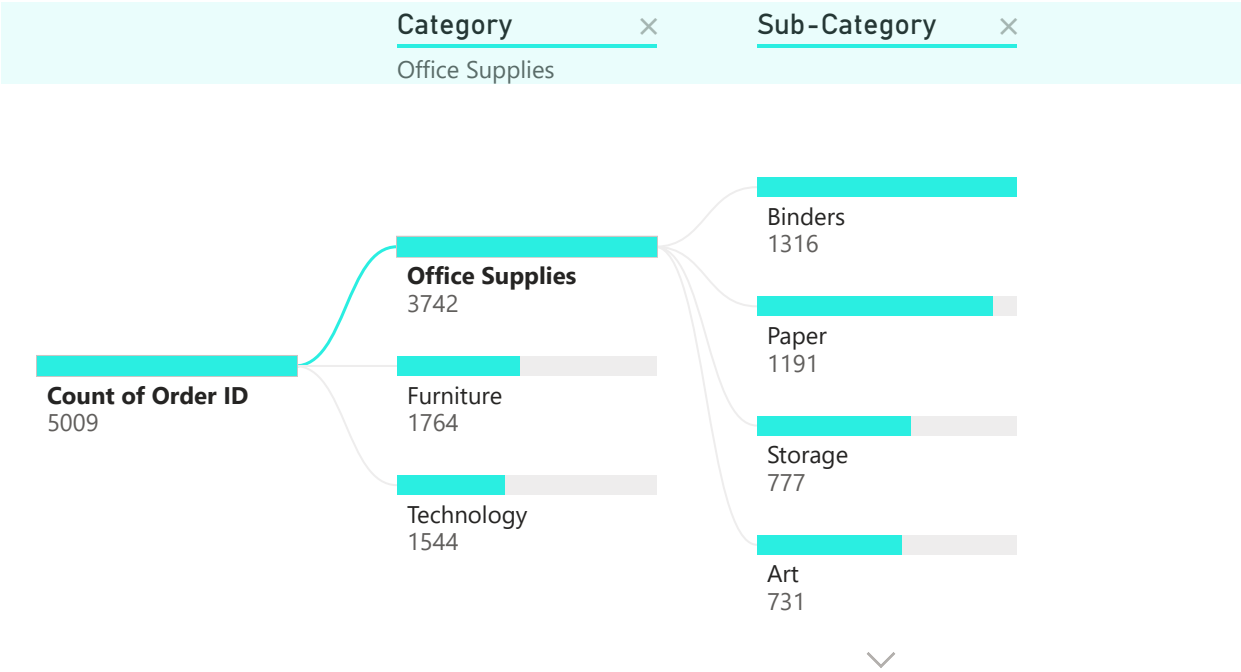 Category
Sub-Category
Office Supplies
Count of Order ID
5009
Office Supplies
3742
Furniture
1764
Technology
1544
Binders
1316
Paper
1191
Storage
777
Art
731